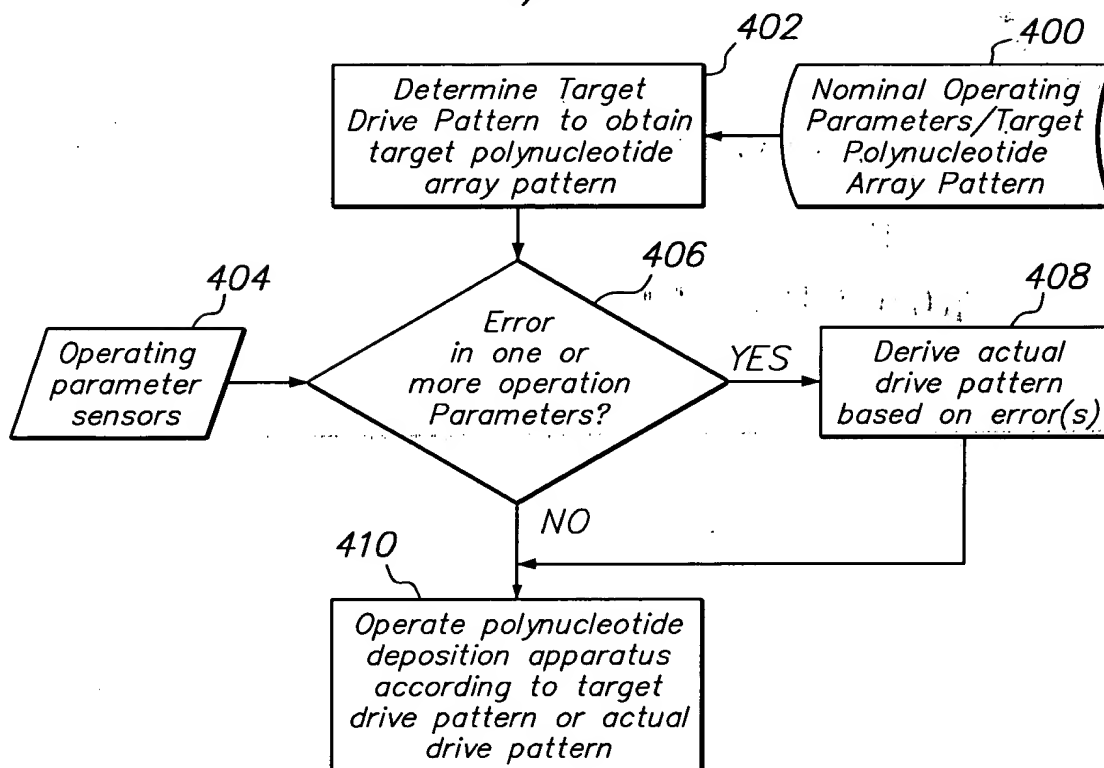 402
400
Determine Target
Drive Pattern to obtain
target polynucleotide
array pattern
Nominal Operating
Parameters/Target
Polynucleotide
Array Pattern
404
406
408
Operating
parameter
sensors
Error
in one or
more operation
Parameters?
YES
Derive actual
drive pattern
based on error(s)
NO
410
Operate polynucleotide
deposition apparatus
according to target
drive pattern or actual
drive pattern